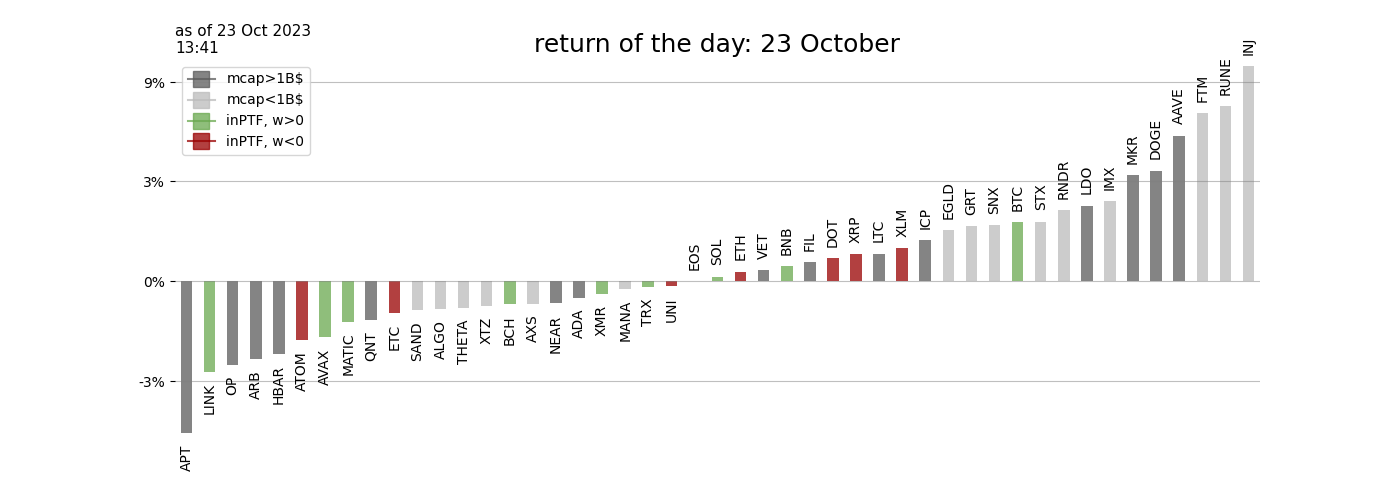 as of 23 Oct 2023
13:41
return of the day: 23 October
mcap>1B$
mcap<1B$
inPTF, w>0
inPTF, w<0
9%
3%
0%
-3%
APT
LINK
OP
ARB
HBAR
ATOM
AVAX
MATIC
QNT
ETC
SAND
ALGO
THETA
XTZ
BCH
AXS
NEAR
ADA
XMR
MANA
TRX
UNI
EOS
SOL
ETH
VET
BNB
FIL
DOT
XRP
LTC
XLM
ICP
EGLD
GRT
SNX
BTC
STX
RNDR
LDO
IMX
MKR
DOGE
AAVE
FTM
RUNE
INJ